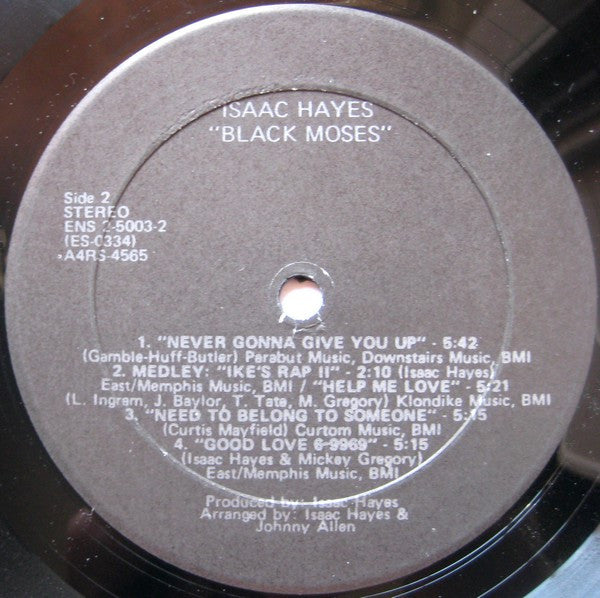 ISAAC HAYES
"BLACK MOSES"
Side 2
STEREO
ENS 2-5003-2
(ES-0334)
A4RS-4565
1. "NEVER GONNA GIVE YOU UP" - 5:42
(Gamble-Huff-Butler) Parabut Music, Downstairs Music, BMI
2. MEDLEY: "IKE'S RAP II" - 2:10 (Isaac Hayes)
East/Memphis Music, BMI / "HELP ME LOVE" - 5:21
(L. Ingram, J. Baylor, T. Tate, M. Gregory) Klondike Music, BMI
3. "NEED TO BELONG TO SOMEONE" - 5:15
(Curtis Mayfield) Curtom Music, BMI
4. "GOOD LOVE 6-9969" - 5:15
(Isaac Hayes & Mickey Gregory)
East/Memphis Music, BMI
Produced by: Isaac Hayes
Arranged by: Isaac Hayes &
Johnny Allen